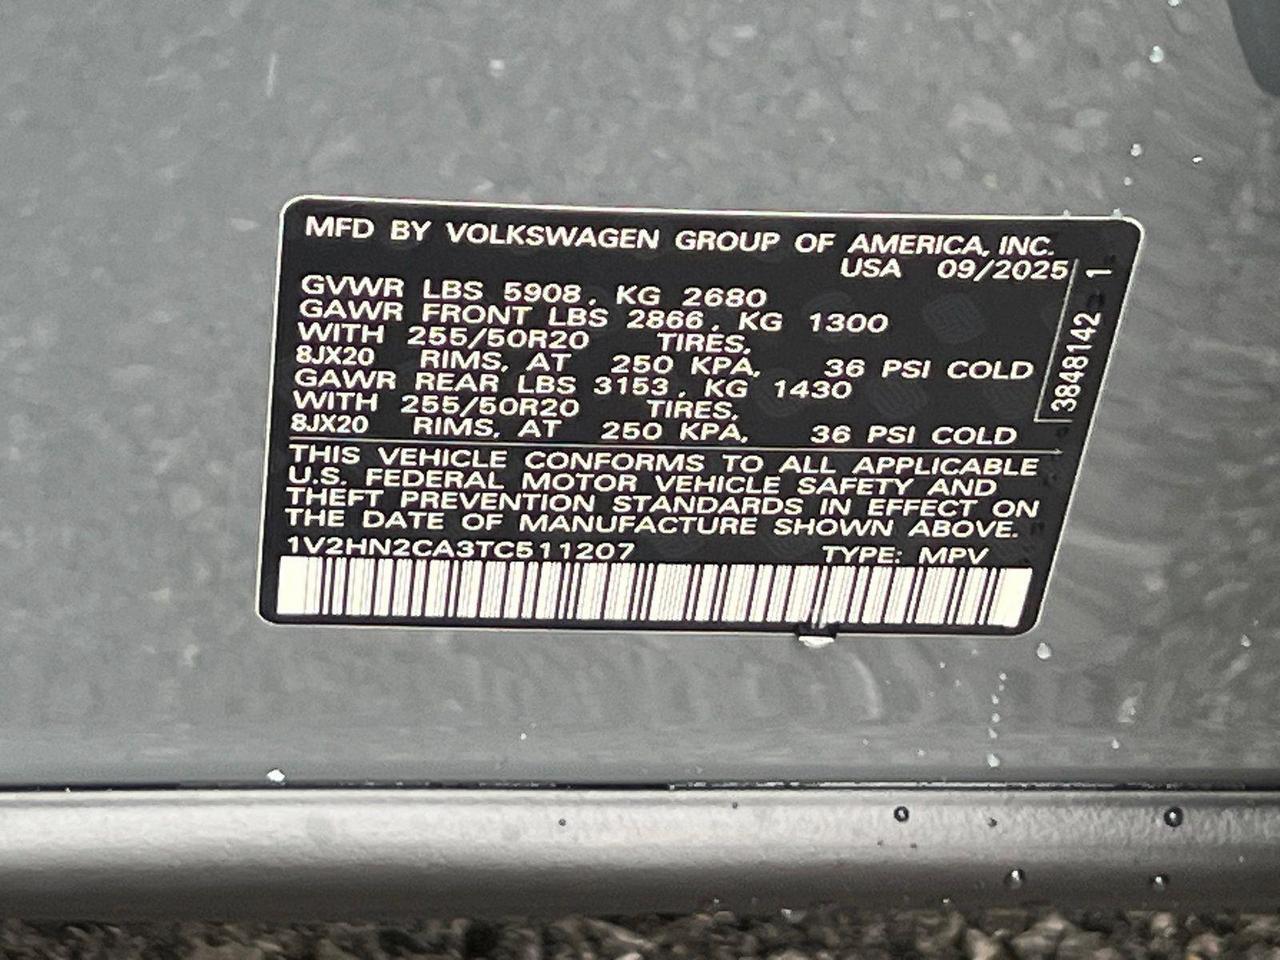 MFD BY VOLKSWAGEN GROUP OF AMERICA, INC.
USA 09/2025
GVWR LBS 5908, KG 2680
GAWR FRONT LBS 2866, KG 1300
WITH 255/50R20 TIRES,
8JX20 RIMS, AT 250 KPA, 36 PSI COLD
GAWR REAR LBS 3153, KG 1430
WITH 255/50R20 TIRES,
8JX20 RIMS, AT 250 KPA, 36 PSI COLD
THIS VEHICLE CONFORMS TO ALL APPLICABLE
U.S. FEDERAL MOTOR VEHICLE SAFETY AND
THEFT PREVENTION STANDARDS IN EFFECT ON
THE DATE OF MANUFACTURE SHOWN ABOVE.
1V2HN2CA3TC511207 TYPE: MPV
3848142 1